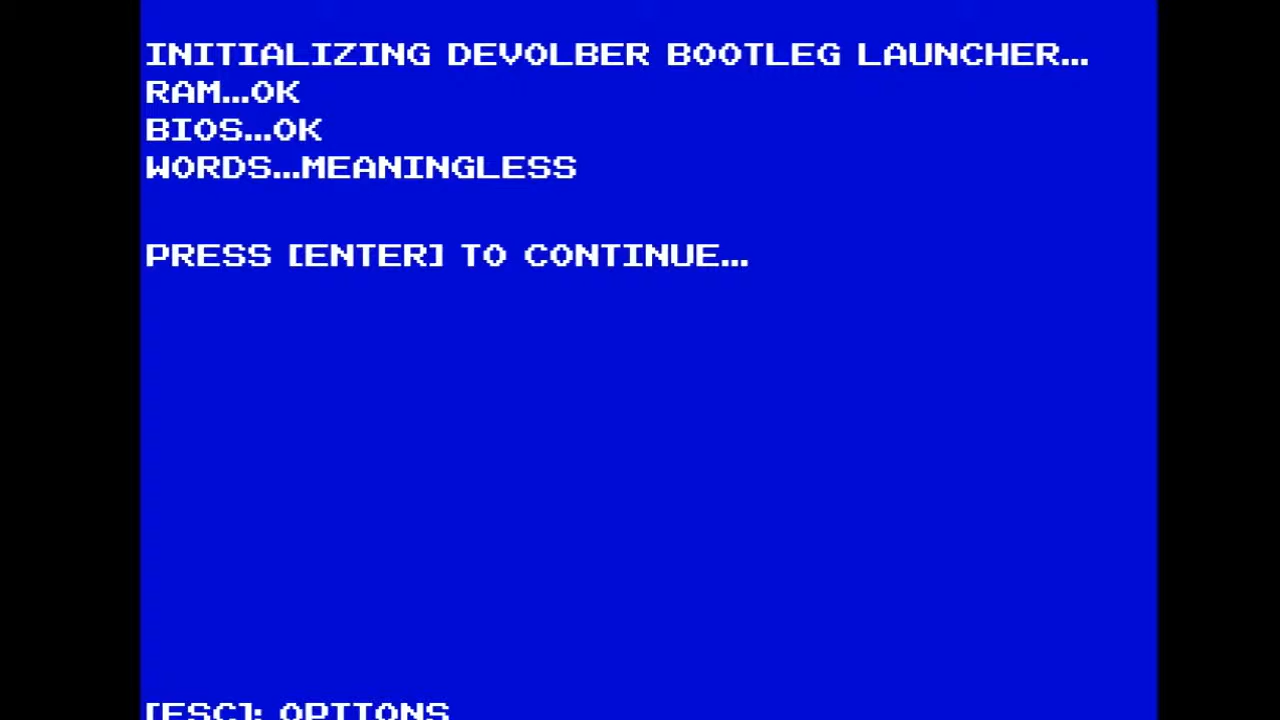 INITIALIZING DEVOLBER BOOTLEG LAUNCHER...
RAM...OK
BIOS...OK
WORDS...MEANINGLESS
PRESS [ENTER] TO CONTINUE...
[ESC]: OPTIONS